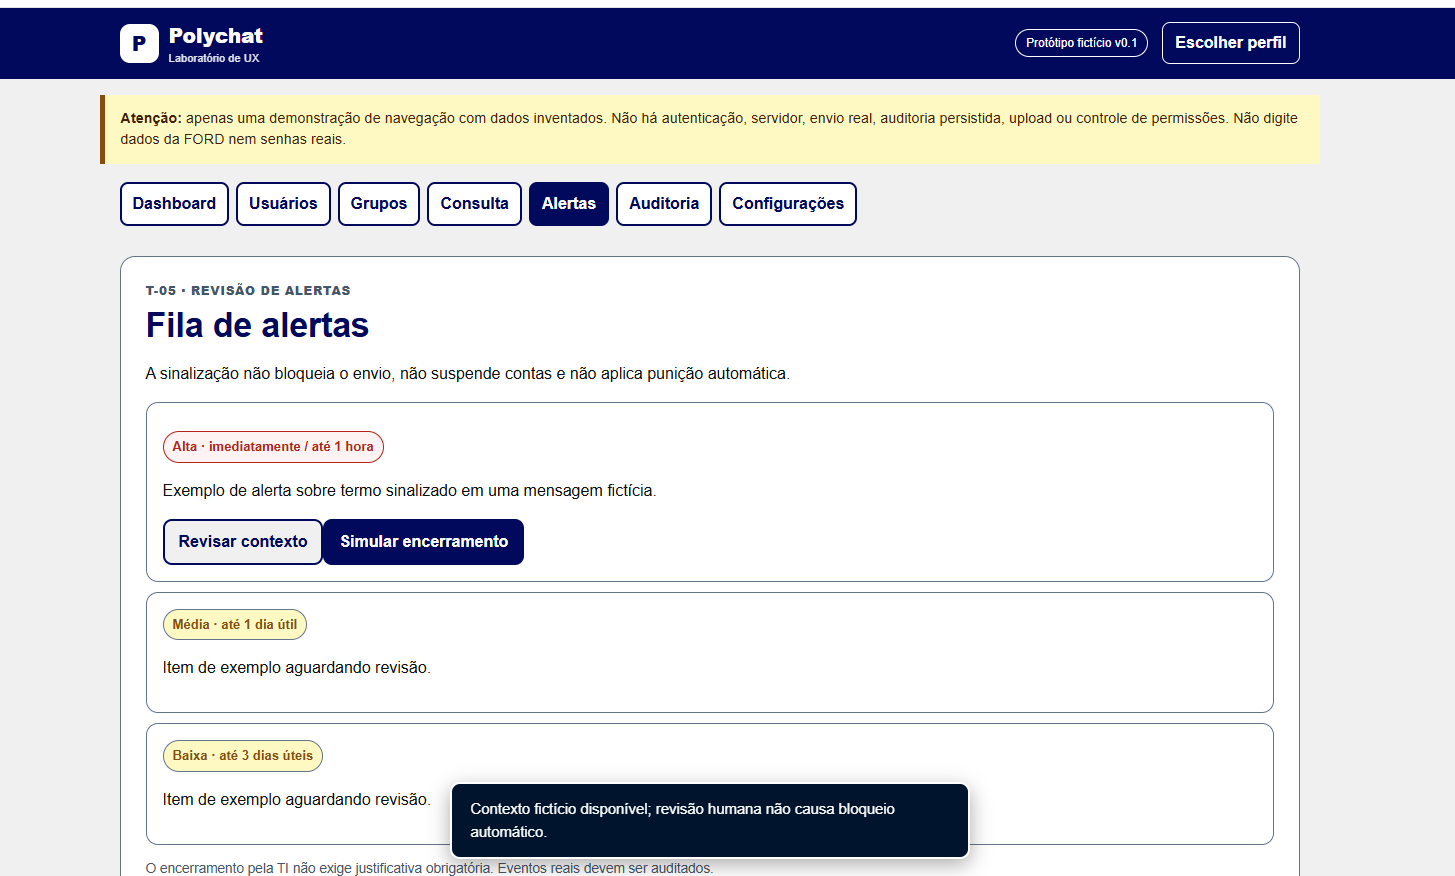 P
Polychat
Laboratório de UX
Protótipo fictício v0.1
Escolher perfil
Atenção: apenas uma demonstração de navegação com dados inventados. Não há autenticação, servidor, envio real, auditoria persistida, upload ou controle de permissões. Não digite
dados da FORD nem senhas reais.
Dashboard
Usuários
Grupos
Consulta
Alertas
Auditoria
Configurações
T-05 · REVISÃO DE ALERTAS
Fila de alertas
A sinalização não bloqueia o envio, não suspende contas e não aplica punição automática.
Alta · imediatamente / até 1 hora
Exemplo de alerta sobre termo sinalizado em uma mensagem fictícia.
Revisar contexto
Simular encerramento
Média · até 1 dia útil
Item de exemplo aguardando revisão.
Baixa · até 3 dias úteis
Item de exemplo aguardando revisão.
Contexto fictício disponível; revisão humana não causa bloqueio
automático.
O encerramento pela TI não exige justificativa obrigatória. Eventos reais devem ser auditados.